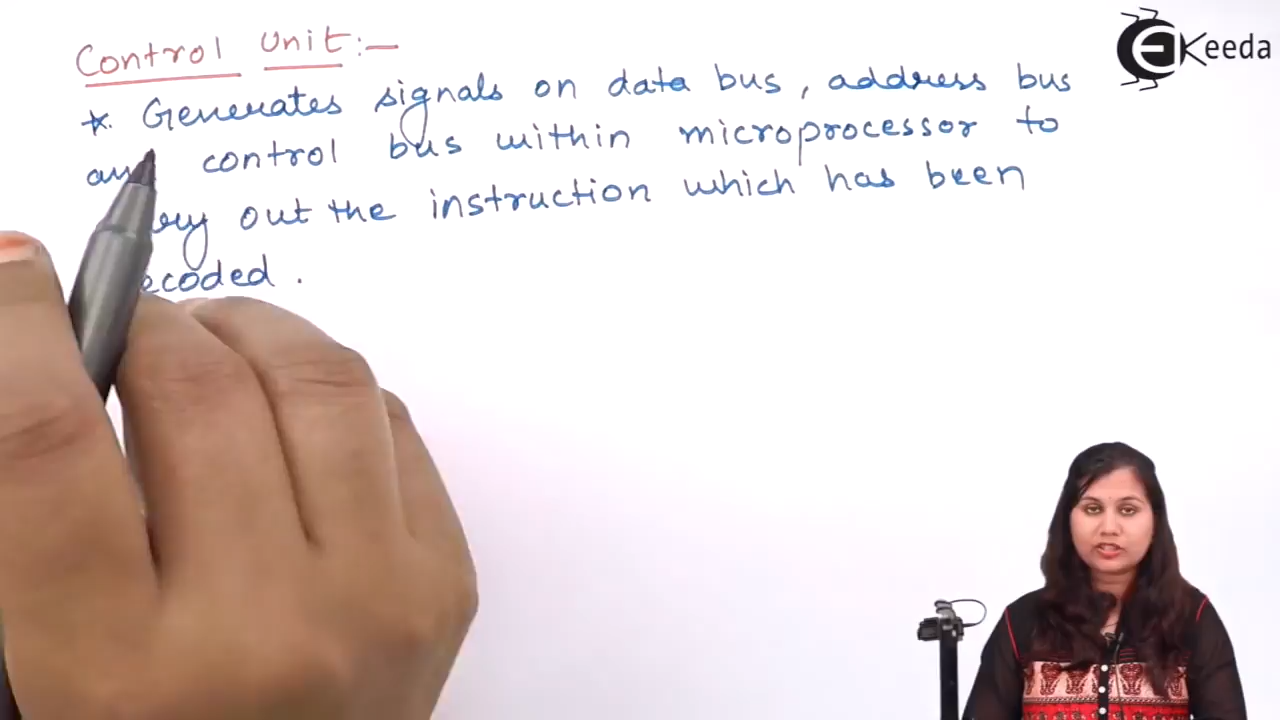 Control Unit:-
Keeda
* Generates signals on data bus, address bus
control bus within microprocessor to
out the instruction which has been
ecoded.